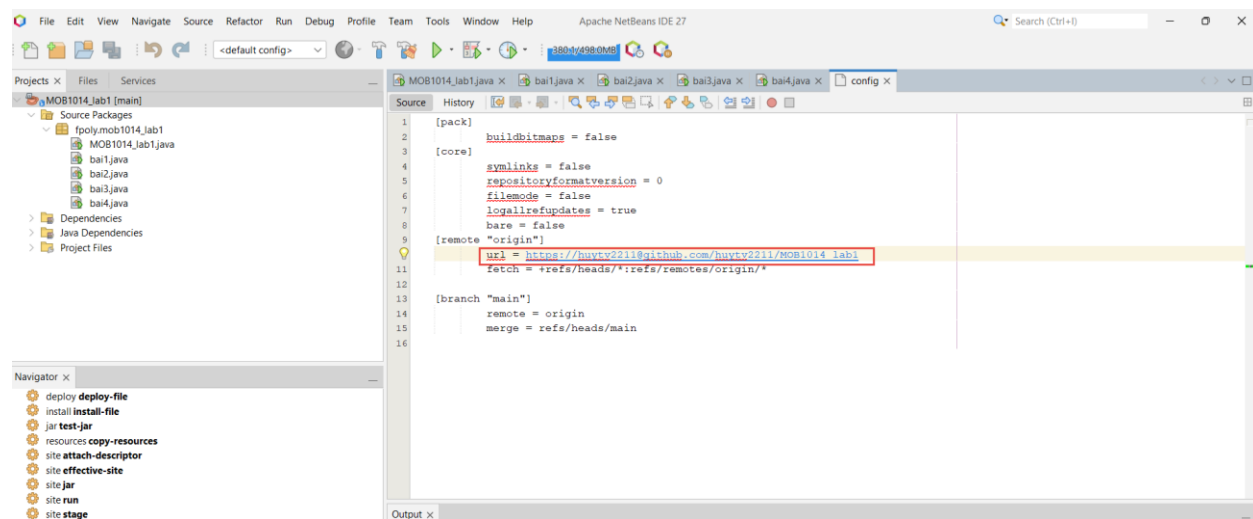 File Edit View Navigate Source Refactor Run Debug Profile Team Tools Window Help Apache NetBeans IDE 27 Search (Ctrl+I)
<default config> 380.1/498.0MB
Projects Files Services
MOB1014_lab1 [main]
Source Packages
fpoly.mob1014_lab1
MOB1014_lab1.java
bai1.java
bai2.java
bai3.java
bai4.java
Dependencies
Java Dependencies
Project Files
Navigator
deploy deploy-file
install install-file
jar test-jar
resources copy-resources
site attach-descriptor
site effective-site
site jar
site run
site stage
MOB1014_lab1.java bai1.java bai2.java bai3.java bai4.java config
Source History
1 [pack]
2 buildbitmaps = false
3 [core]
4 symlinks = false
5 repositoryformatversion = 0
6 filemode = false
7 logallrefupdates = true
8 bare = false
9 [remote "origin"]
url = https://huyty2211@github.com/huyty2211/MOB1014_lab1
11 fetch = +refs/heads/*:refs/remotes/origin/*
12
13 [branch "main"]
14 remote = origin
15 merge = refs/heads/main
16
Output